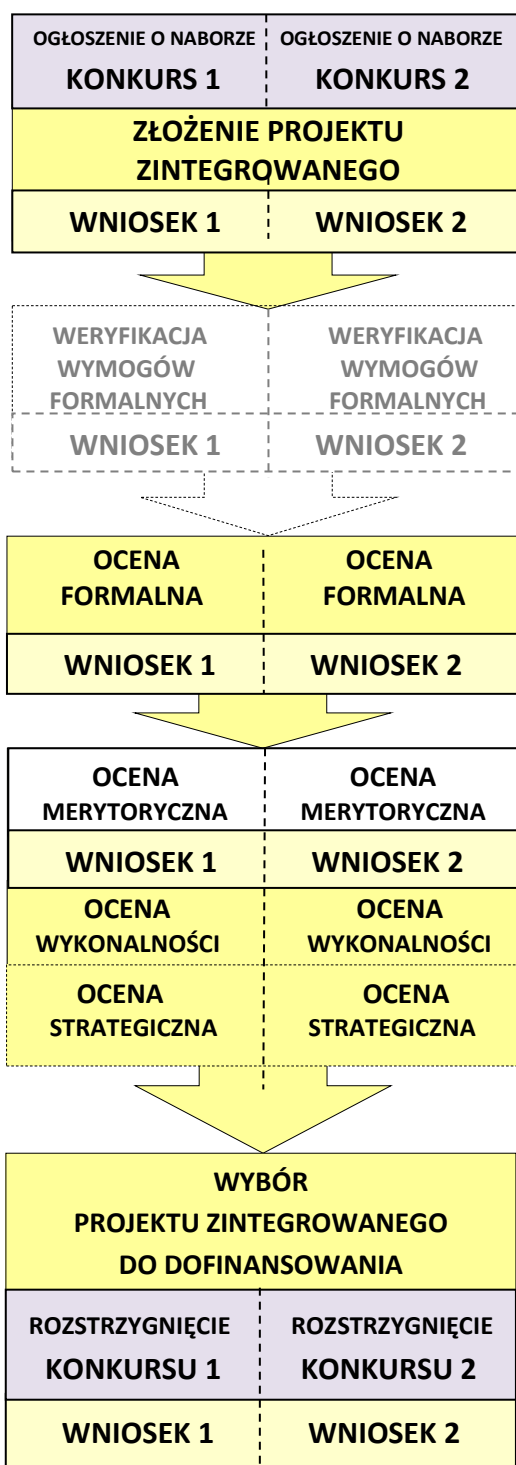 OGŁOSZENIE O NABORZE OGŁOSZENIE O NABORZE
KONKURS 1 KONKURS 2
ZŁOŻENIE PROJEKTU
ZINTEGROWANEGO
WNIOSEK 1 WNIOSEK 2
WERYFIKACJA WERYFIKACJA
WYMOGÓW WYMOGÓW
FORMALNYCH FORMALNYCH
WNIOSEK 1 WNIOSEK 2
OCENA OCENA
FORMALNA FORMALNA
WNIOSEK 1 WNIOSEK 2
OCENA OCENA
MERYTORYCZNA MERYTORYCZNA
WNIOSEK 1 WNIOSEK 2
OCENA OCENA
WYKONALNOŚCI WYKONALNOŚCI
OCENA OCENA
STRATEGICZNA STRATEGICZNA
WYBÓR
PROJEKTU ZINTEGROWANEGO
DO DOFINANSOWANIA
ROZSTRZYGNIĘCIE ROZSTRZYGNIĘCIE
KONKURSU 1 KONKURSU 2
WNIOSEK 1 WNIOSEK 2